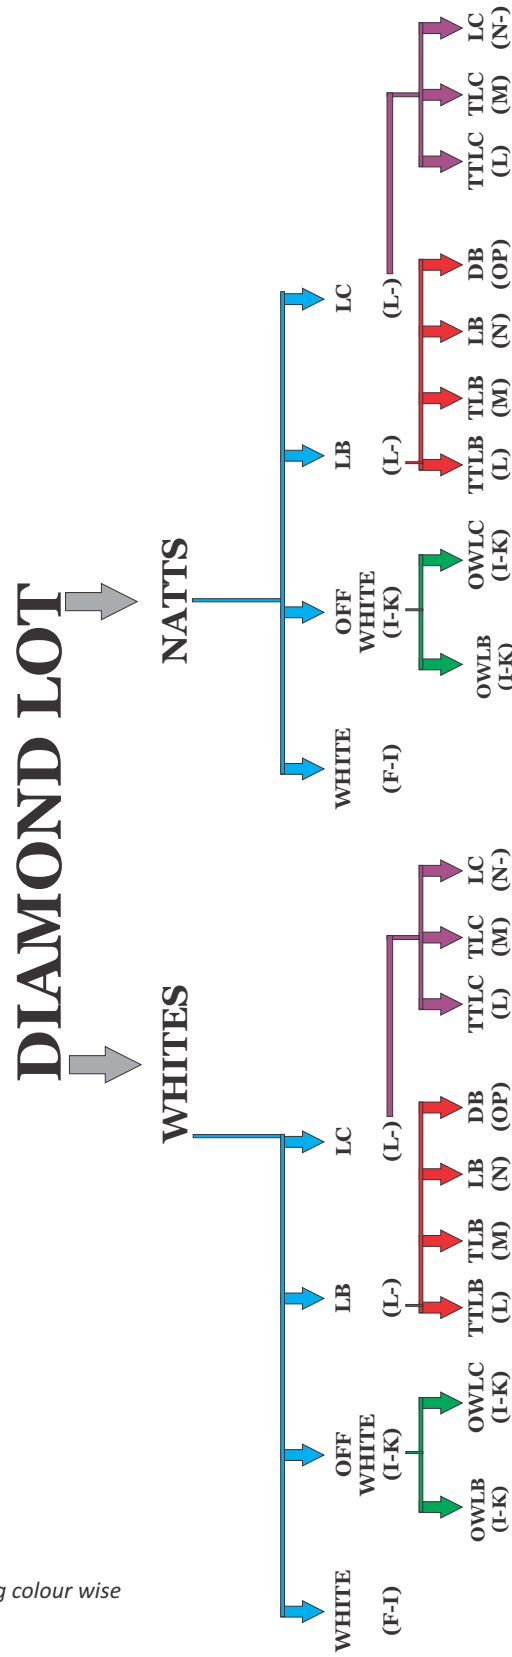 DIAMOND LOT
WHITES
NATTS
WHITE
(F-I)
OFF
WHITE
(I-K)
LB
(L-)
LC
(L-)
WHITE
(F-I)
OFF
WHITE
(I-K)
LB
(L-)
LC
(L-)
OWLB
(I-K)
OWLC
(I-K)
TTLB
(L)
TLB
(M)
LB
(N)
DB
(OP)
TTLC
(L)
TLC
(M)
LC
(N-)
OWLB
(I-K)
OWLC
(I-K)
TTLB
(L)
TLB
(M)
LB
(N)
DB
(OP)
TTLC
(L)
TLC
(M)
LC
(N-)
g colour wise